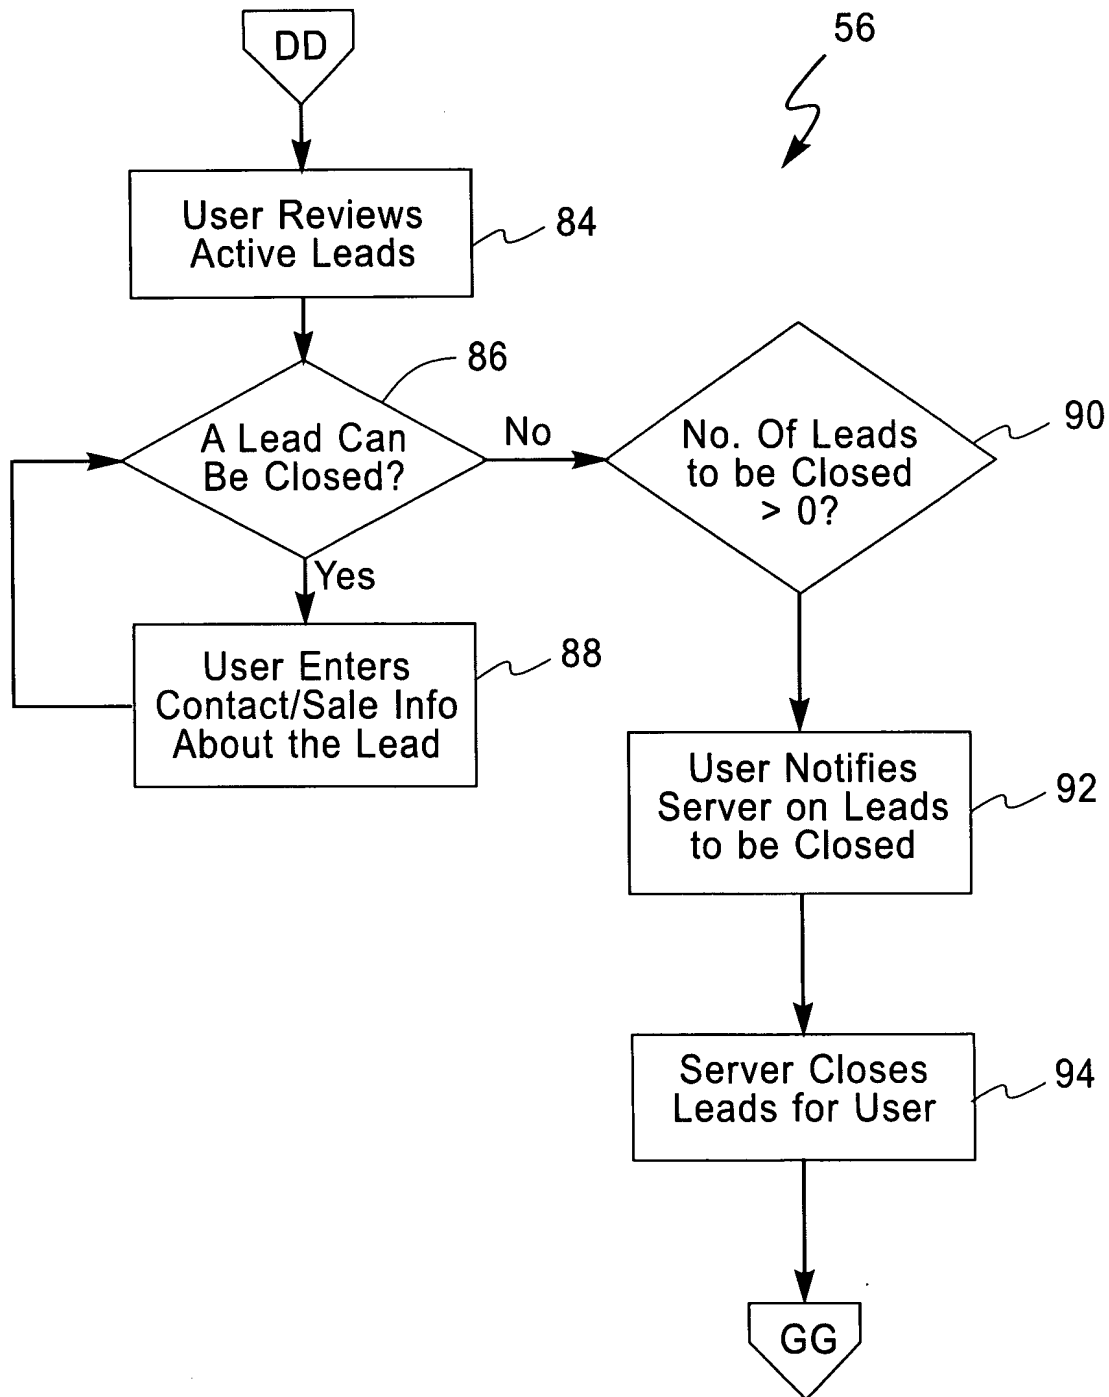 DD
56
User Reviews
Active Leads
84
86
A Lead Can
Be Closed?
No
No. Of Leads
to be Closed
> 0?
90
Yes
User Enters
Contact/Sale Info
About the Lead
88
User Notifies
Server on Leads
to be Closed
92
Server Closes
Leads for User
94
GG